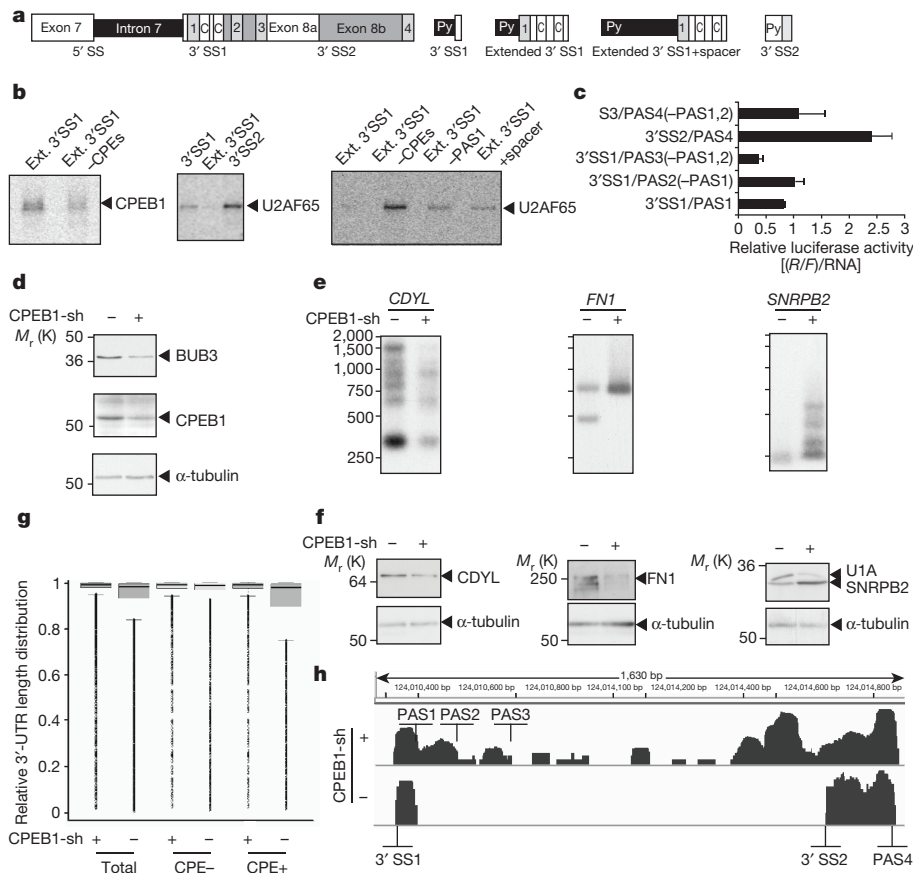 a
Exon 7 Intron 7 1 C C 2 3 Exon 8a Exon 8b 4 Py Py 1 C C Py 1 C C Py
5′ SS 3′ SS1 3′ SS2 3′ SS1 Extended 3′ SS1 Extended 3′ SS1+spacer 3′ SS2
b
Ext. 3′SS1
Ext. 3′SS1 –CPEs
CPEB1
3′SS1
Ext. 3′SS1
3′SS2
U2AF65
Ext. 3′SS1
Ext. 3′SS1 –CPEs
Ext. 3′SS1 –PAS1
Ext. 3′SS1 +spacer
U2AF65
c
S3/PAS4(–PAS1,2)
3′SS2/PAS4
3′SS1/PAS3(–PAS1,2)
3′SS1/PAS2(–PAS1)
3′SS1/PAS1
0 0.5 1 1.5 2 2.5 3
Relative luciferase activity
[(R/F)/RNA]
d
CPEB1-sh – +
Mr (K)
50
36
BUB3
50
CPEB1
50
α-tubulin
e
CDYL FN1 SNRPB2
CPEB1-sh – + – + – +
2,000
1,500
1,000
750
500
250
g
Relative 3′-UTR length distribution
1
0.8
0.6
0.4
0.2
0
CPEB1-sh + – + – + –
Total CPE– CPE+
f
CPEB1-sh – + – + – +
Mr (K)
64
CDYL
50
α-tubulin
Mr (K)
250
FN1
50
α-tubulin
Mr (K)
36
U1A
SNRPB2
50
α-tubulin
h
1,630 bp
124,010,400 bp 124,010,600 bp 124,010,800 bp 124,014,100 bp 124,014,200 bp 124,014,400 bp 124,014,600 bp 124,014,800 bp
PAS1 PAS2 PAS3
CPEB1-sh
+
–
3′ SS1 3′ SS2 PAS4